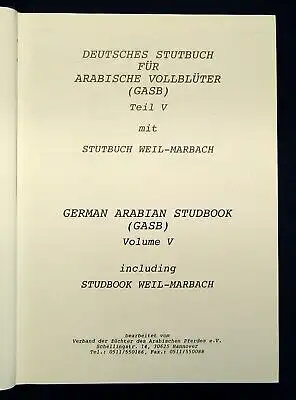 DEUTSCHES STUTBUCH
FÜR
ARABISCHE VOLLBLÜTER
(GASB)
Teil V
mit
STUTBUCH WEIL-MARBACH
GERMAN ARABIAN STUDBOOK
(GASB)
Volume V
including
STUDBOOK WEIL-MARBACH
bearbeitet vom
Verband der Züchter des Arabischen Pferdes e.V.
Schellingstr. 14, 30625 Hannover
Tel.: 0511/550166, Fax.: 0511/550088